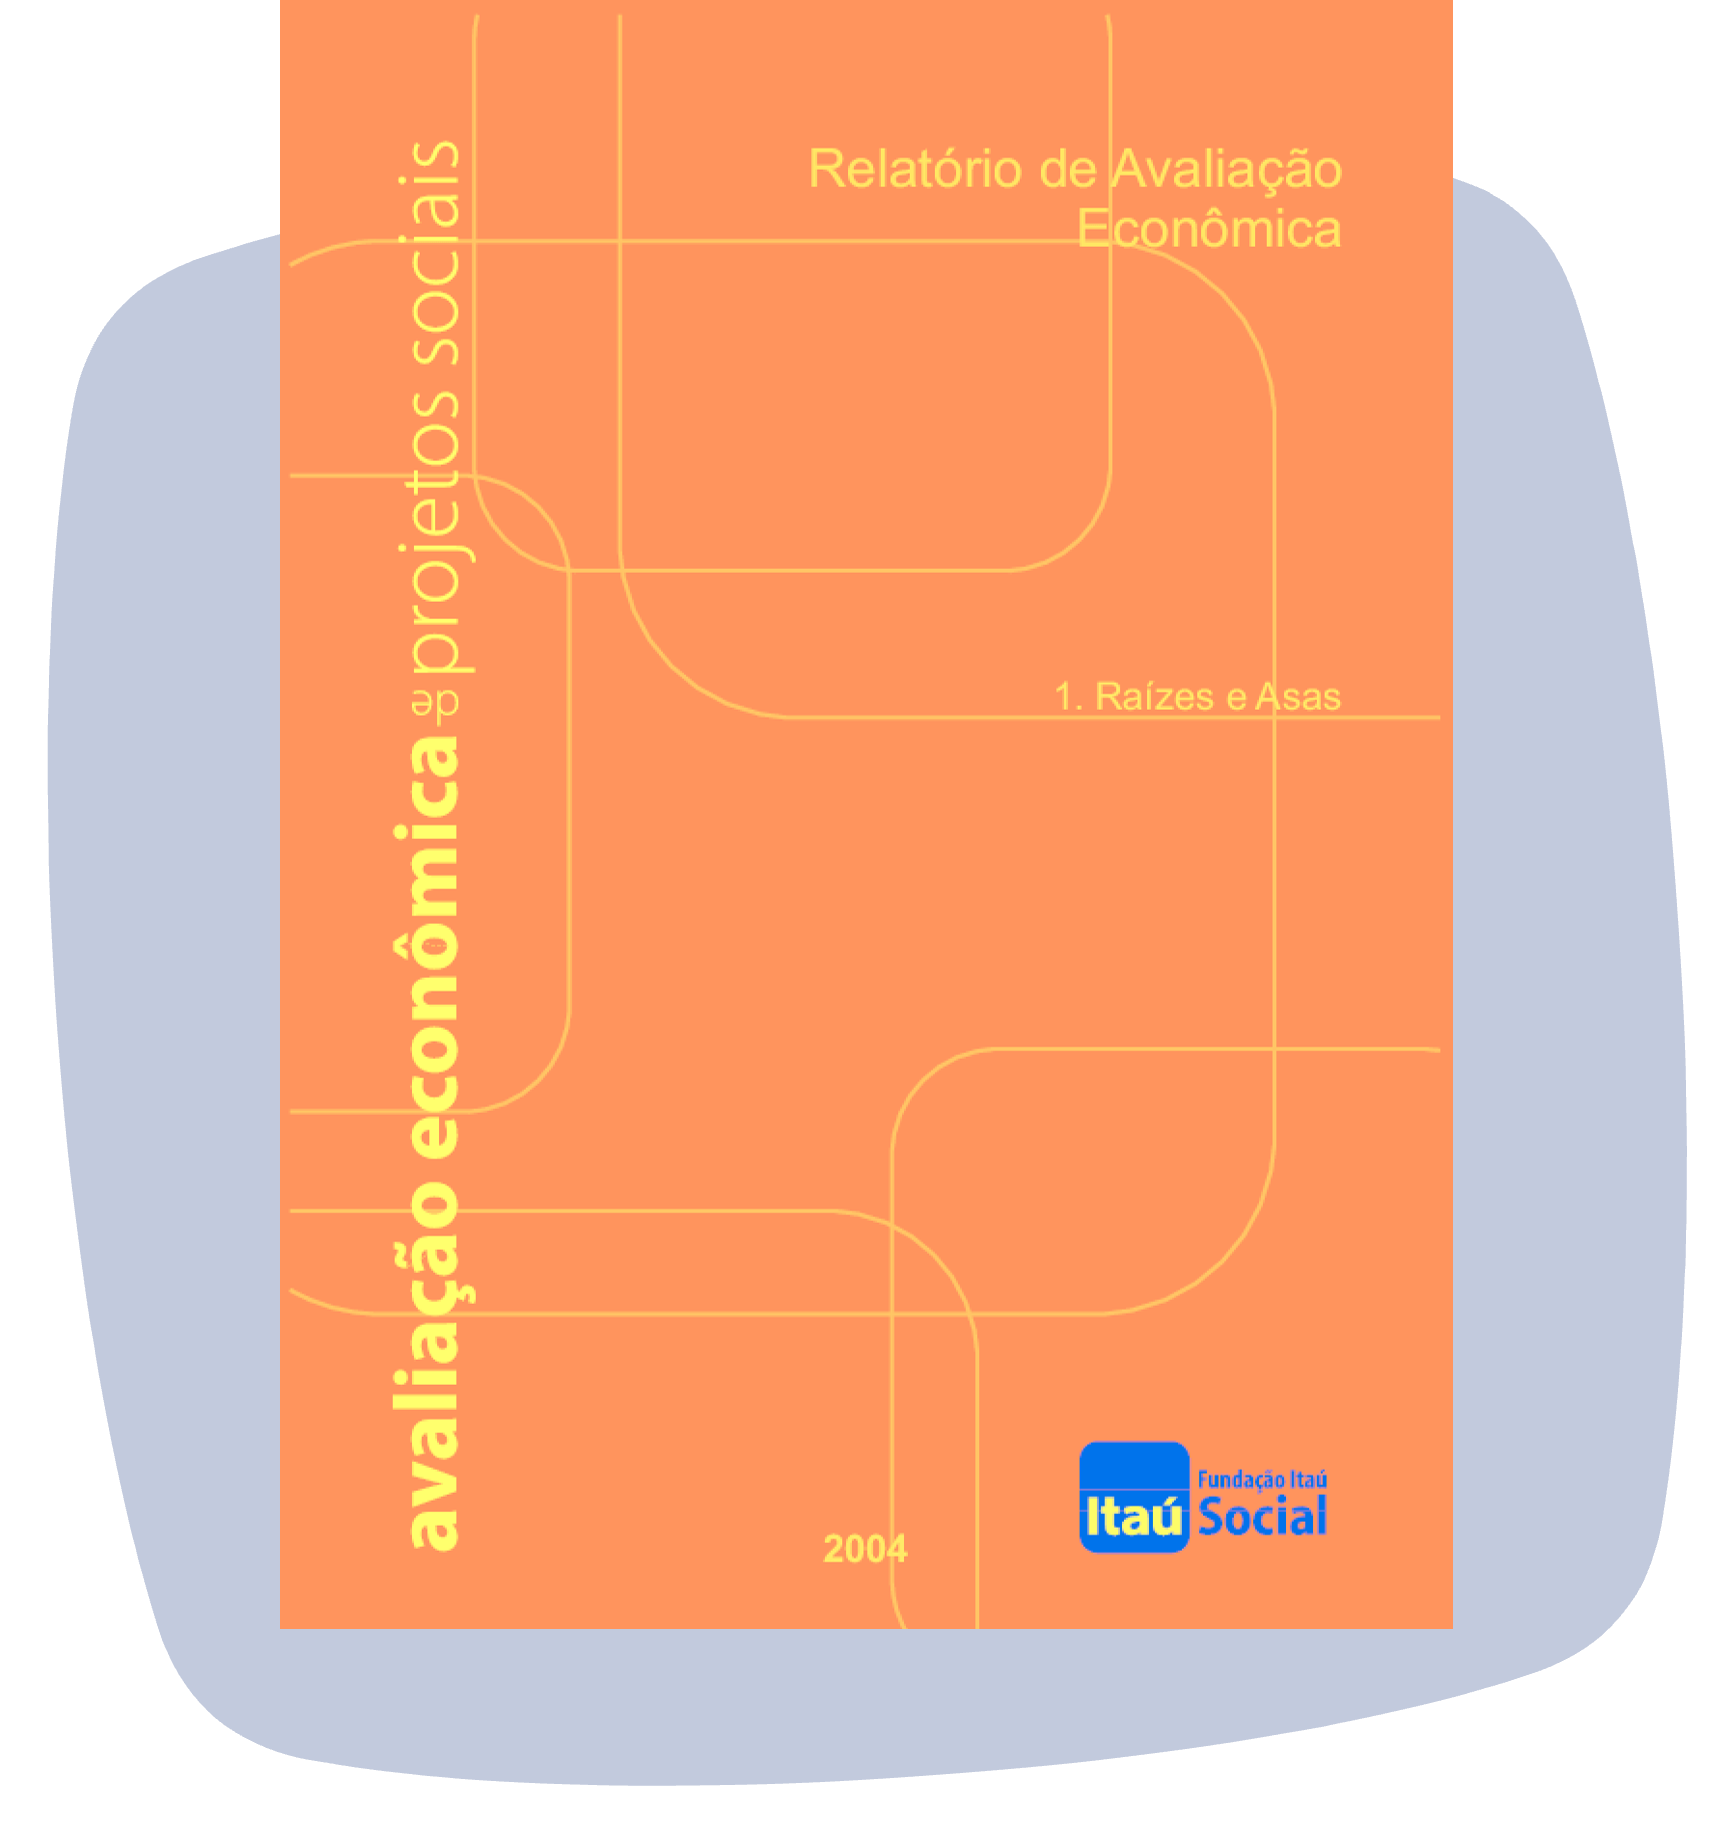 Relatório de Avaliação
Econômica
avaliação econômica de projetos sociais
1. Raízes e Asas
2004
Itaú
Fundação Itaú
Social